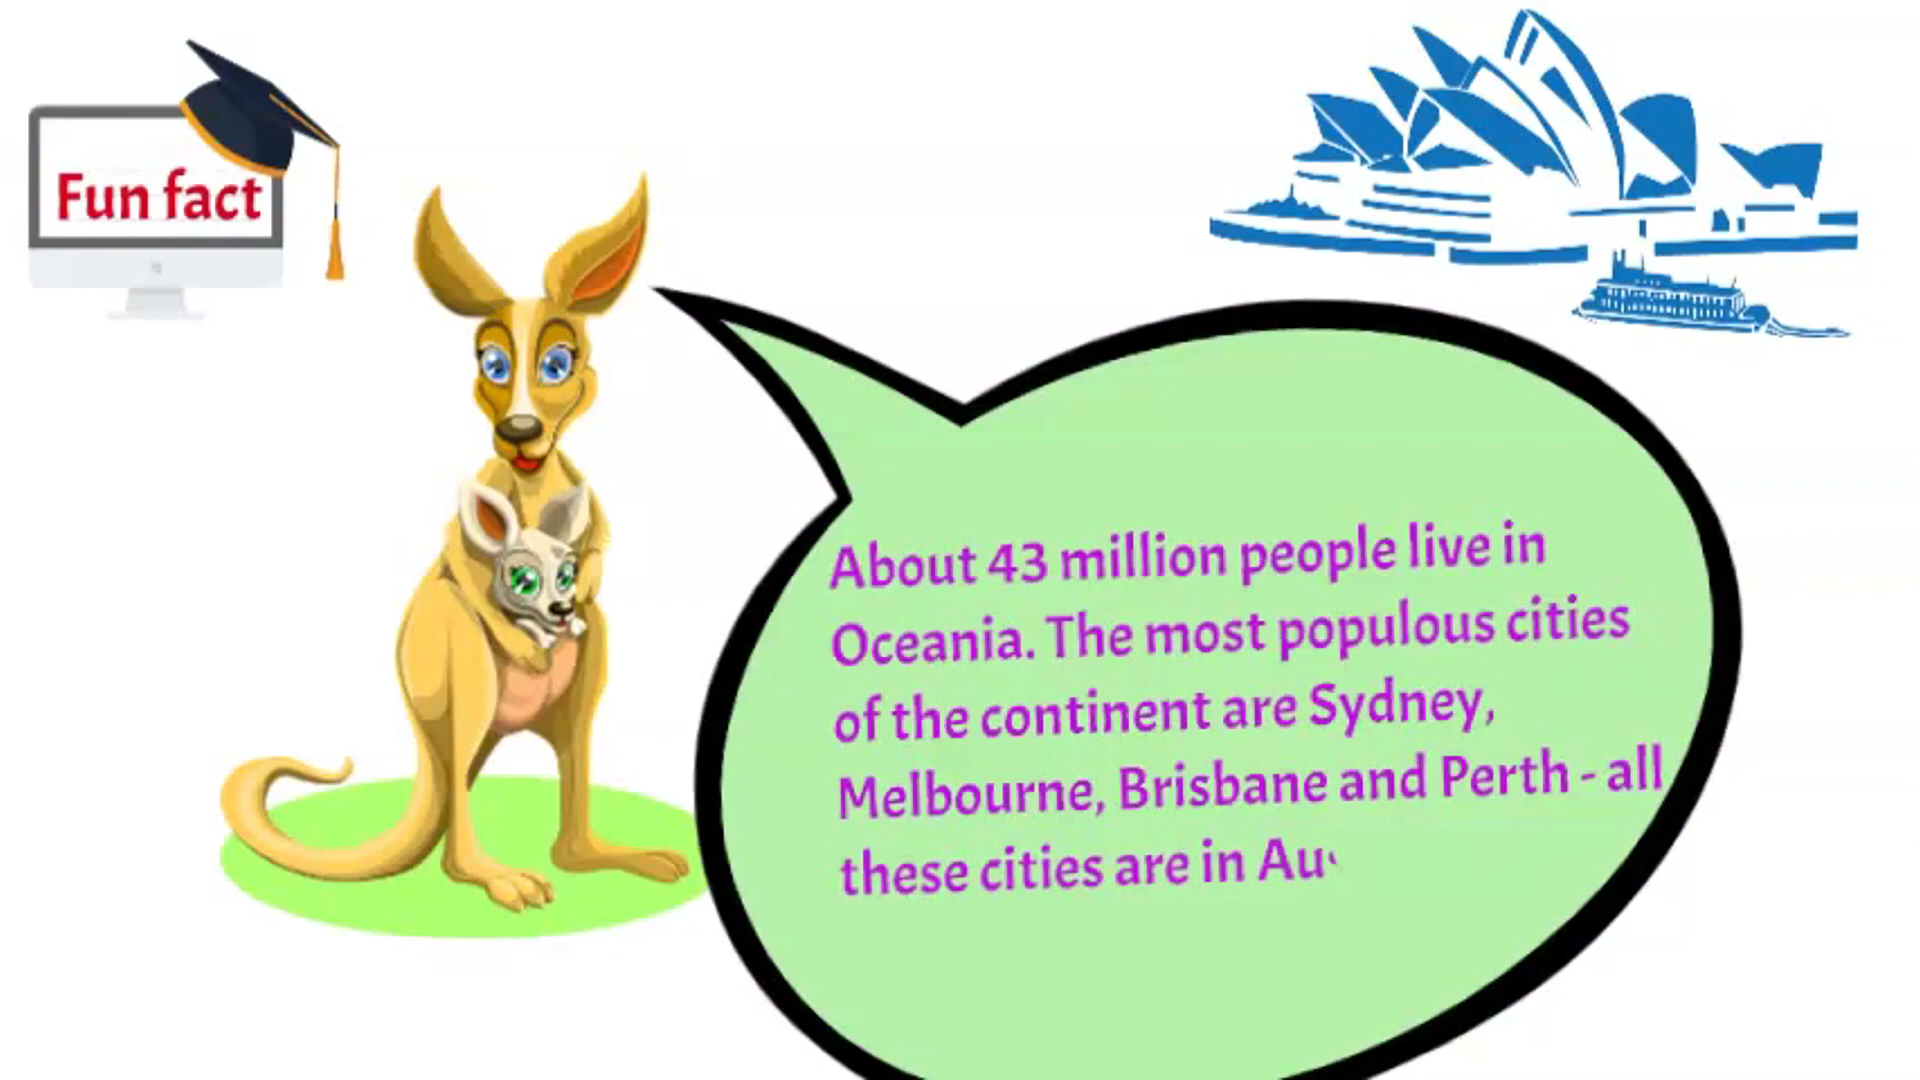 Fun fact
About 43 million people live in
Oceania. The most populous cities
of the continent are Sydney,
Melbourne, Brisbane and Perth - all
these cities are in Au